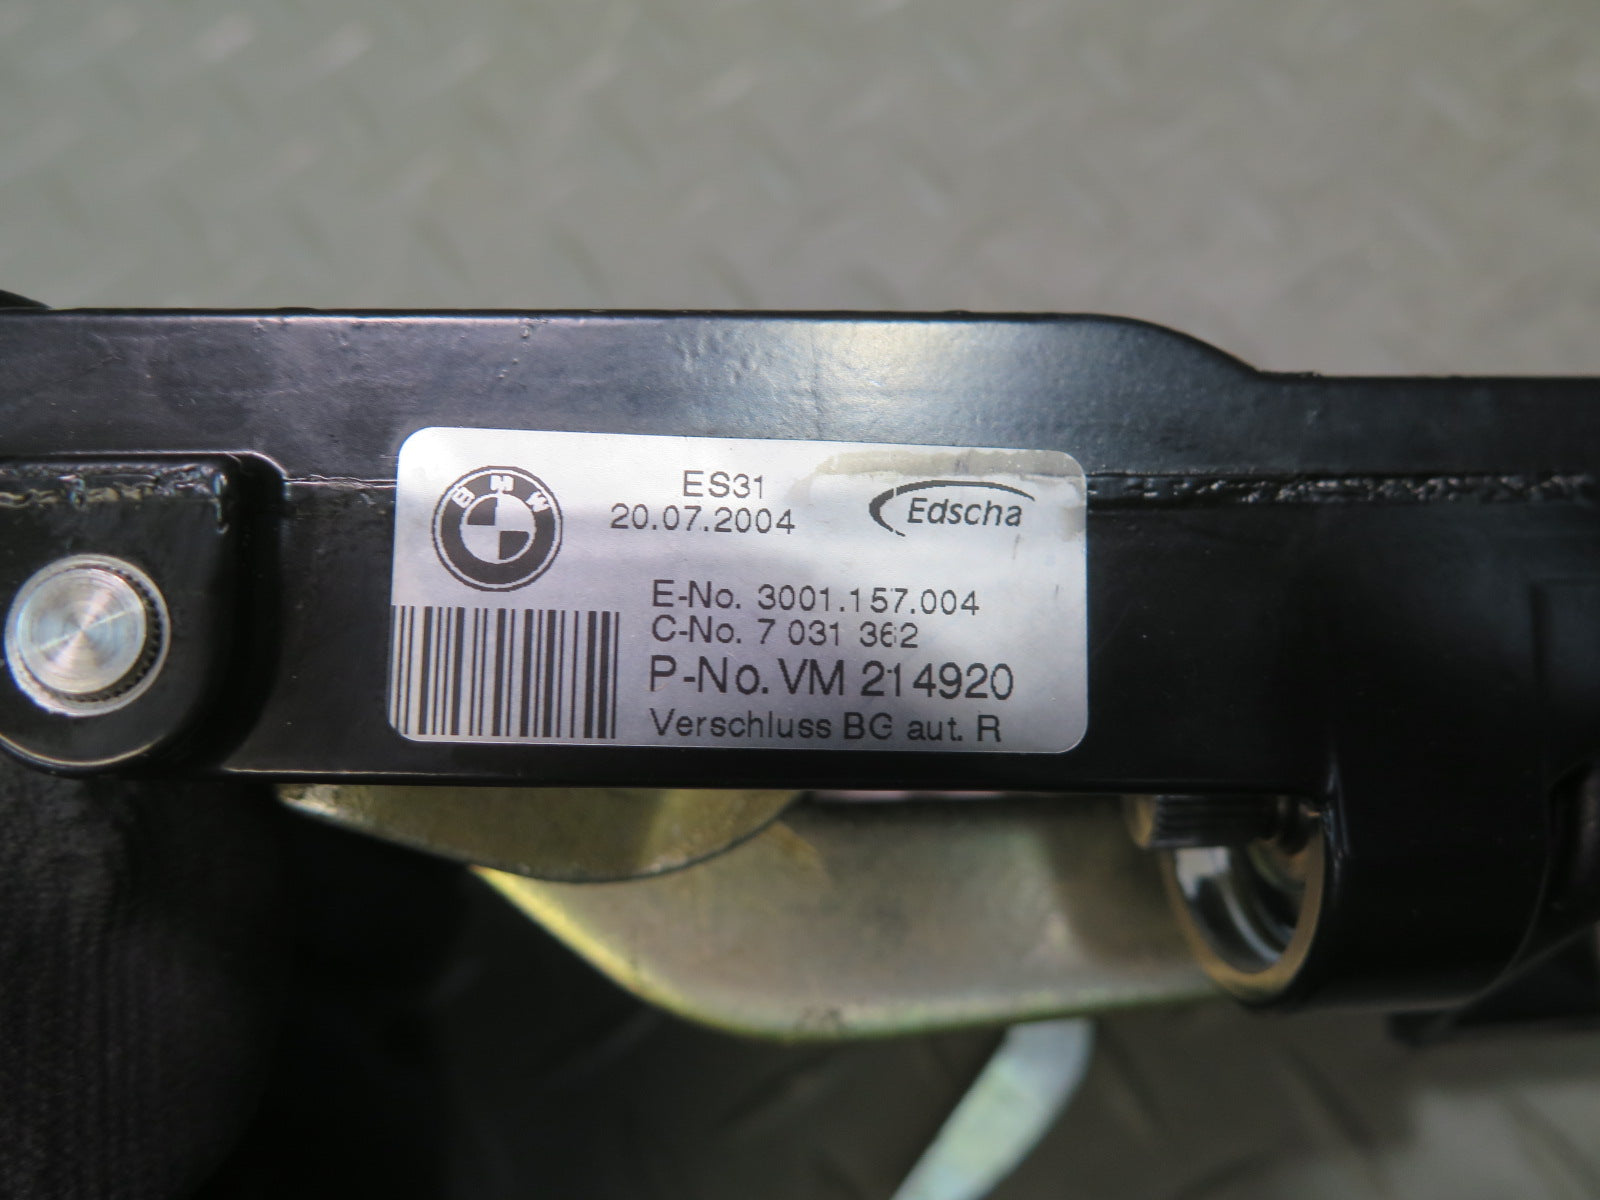 BMW
ES31
20.07.2004
Edscha
E-No. 3001.157.004
C-No. 7 031 362
P-No. VM 214920
Verschluss BG aut. R